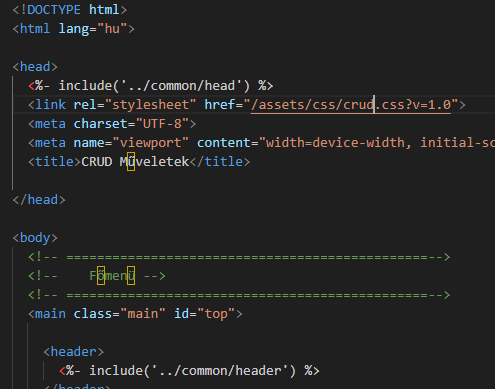 <!DOCTYPE html>
<html lang="hu">
<head>
<%- include('../common/head') %>
<link rel="stylesheet" href="/assets/css/crud.css?v=1.0">
<meta charset="UTF-8">
<meta name="viewport" content="width=device-width, initial-sc
<title>CRUD Műveletek</title>
</head>
<body>
<!-- ===============================================-->
<!--    Főmenü -->
<!-- ===============================================-->
<main class="main" id="top">
<header>
<%- include('../common/header') %>
</header>